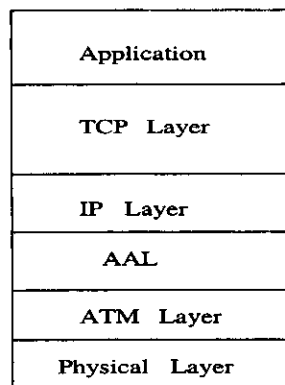 Application
TCP Layer
IP Layer
AAL
ATM Layer
Physical Layer